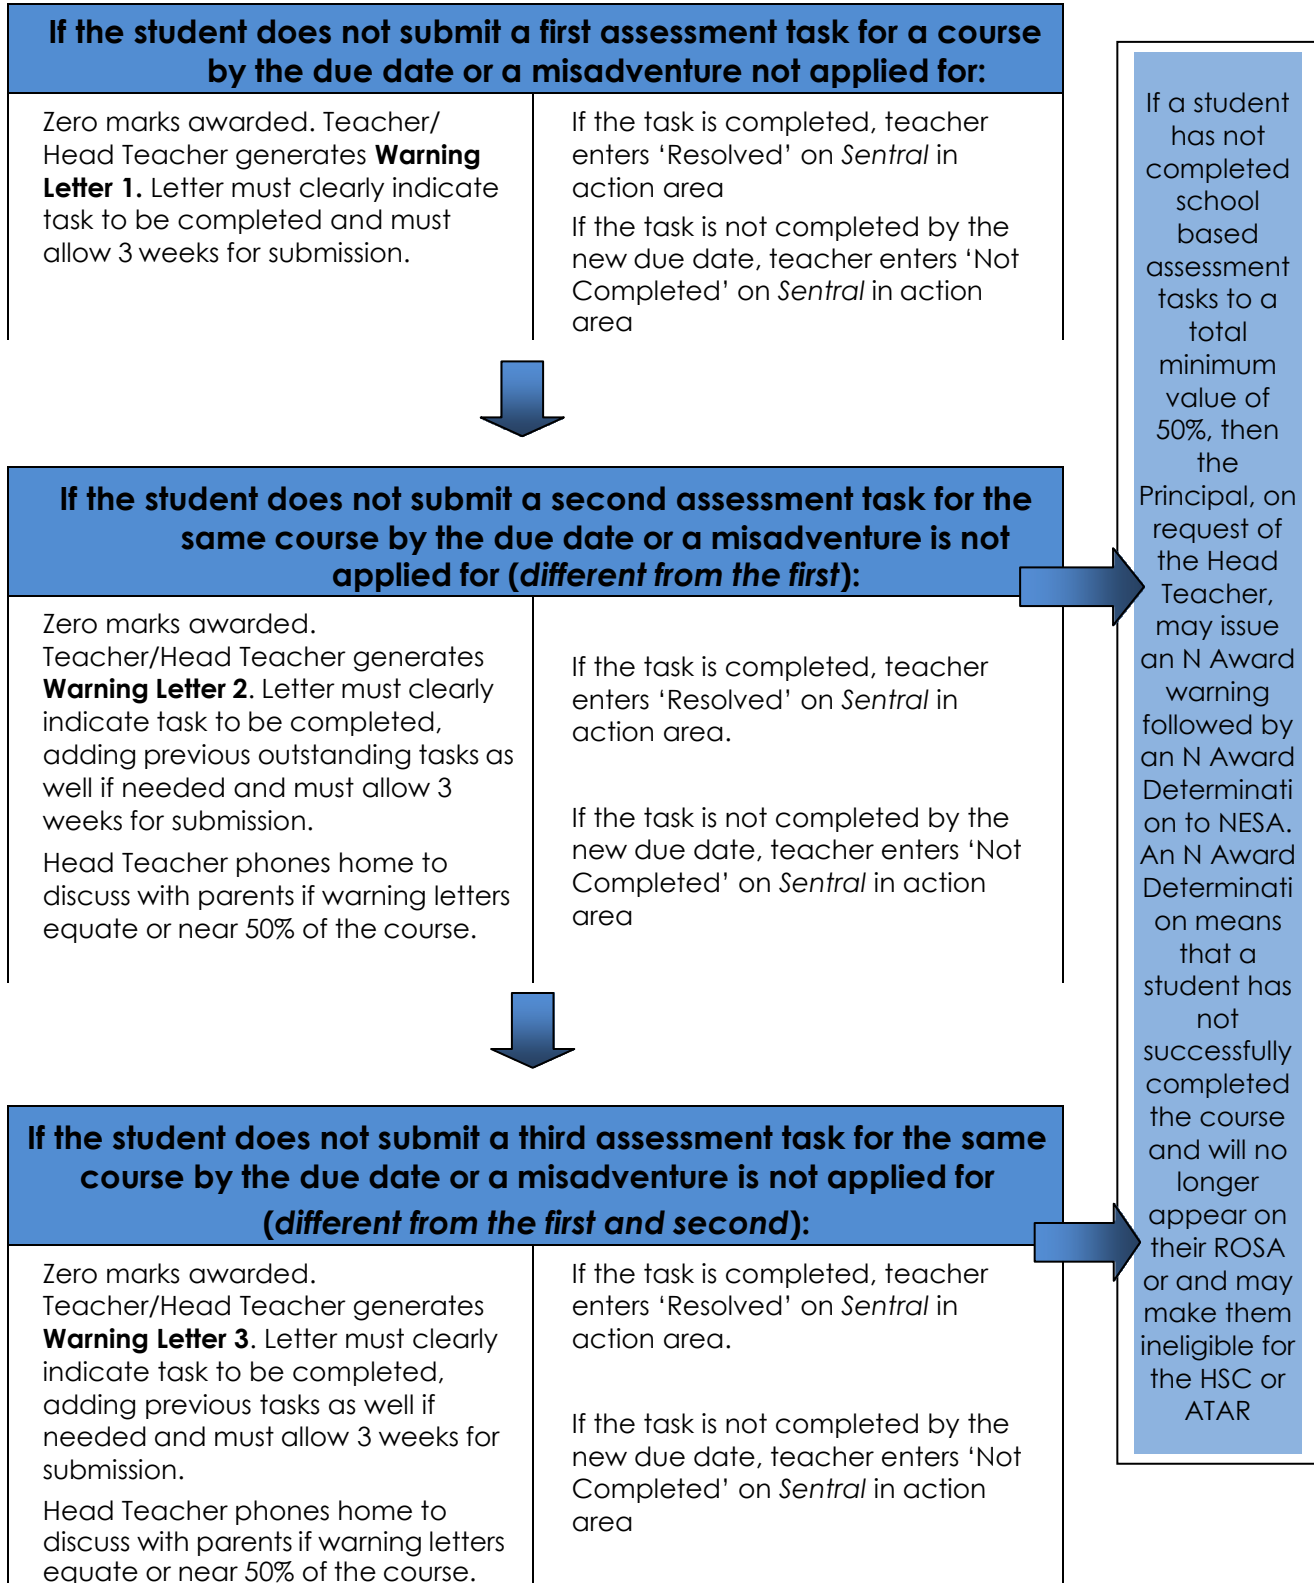 If the student does not submit a first assessment task for a course
by the due date or a misadventure not applied for:
Zero marks awarded. Teacher/
Head Teacher generates Warning
Letter 1. Letter must clearly indicate
task to be completed and must
allow 3 weeks for submission.
If the task is completed, teacher
enters ‘Resolved’ on Sentral in
action area
If the task is not completed by the
new due date, teacher enters ‘Not
Completed’ on Sentral in action
area
If the student does not submit a second assessment task for the
same course by the due date or a misadventure is not
applied for (different from the first):
Zero marks awarded.
Teacher/Head Teacher generates
Warning Letter 2. Letter must clearly
indicate task to be completed,
adding previous outstanding tasks as
well if needed and must allow 3
weeks for submission.
Head Teacher phones home to
discuss with parents if warning letters
equate or near 50% of the course.
If the task is completed, teacher
enters ‘Resolved’ on Sentral in
action area.
If the task is not completed by the
new due date, teacher enters ‘Not
Completed’ on Sentral in action
area
If the student does not submit a third assessment task for the same
course by the due date or a misadventure is not applied for
(different from the first and second):
Zero marks awarded.
Teacher/Head Teacher generates
Warning Letter 3. Letter must clearly
indicate task to be completed,
adding previous tasks as well if
needed and must allow 3 weeks for
submission.
Head Teacher phones home to
discuss with parents if warning letters
equate or near 50% of the course.
If the task is completed, teacher
enters ‘Resolved’ on Sentral in
action area.
If the task is not completed by the
new due date, teacher enters ‘Not
Completed’ on Sentral in action
area
If a student
has not
completed
school
based
assessment
tasks to a
total
minimum
value of
50%, then
the
Principal, on
request of
the Head
Teacher,
may issue
an N Award
warning
followed by
an N Award
Determinati
on to NESA.
An N Award
Determinati
on means
that a
student has
not
successfully
completed
the course
and will no
longer
appear on
their ROSA
or and may
make them
ineligible for
the HSC or
ATAR